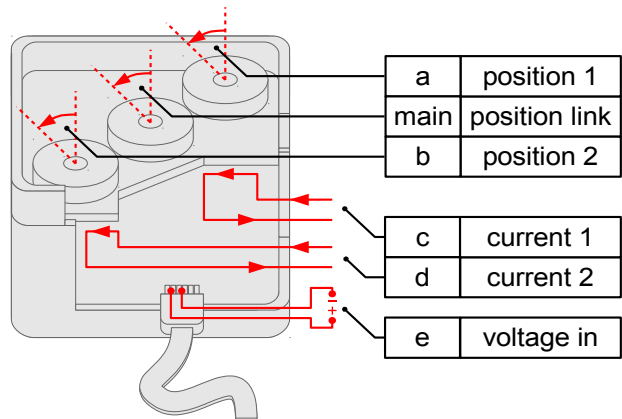 a position 1
main position link
b position 2
c current 1
d current 2
− 
+
e voltage in